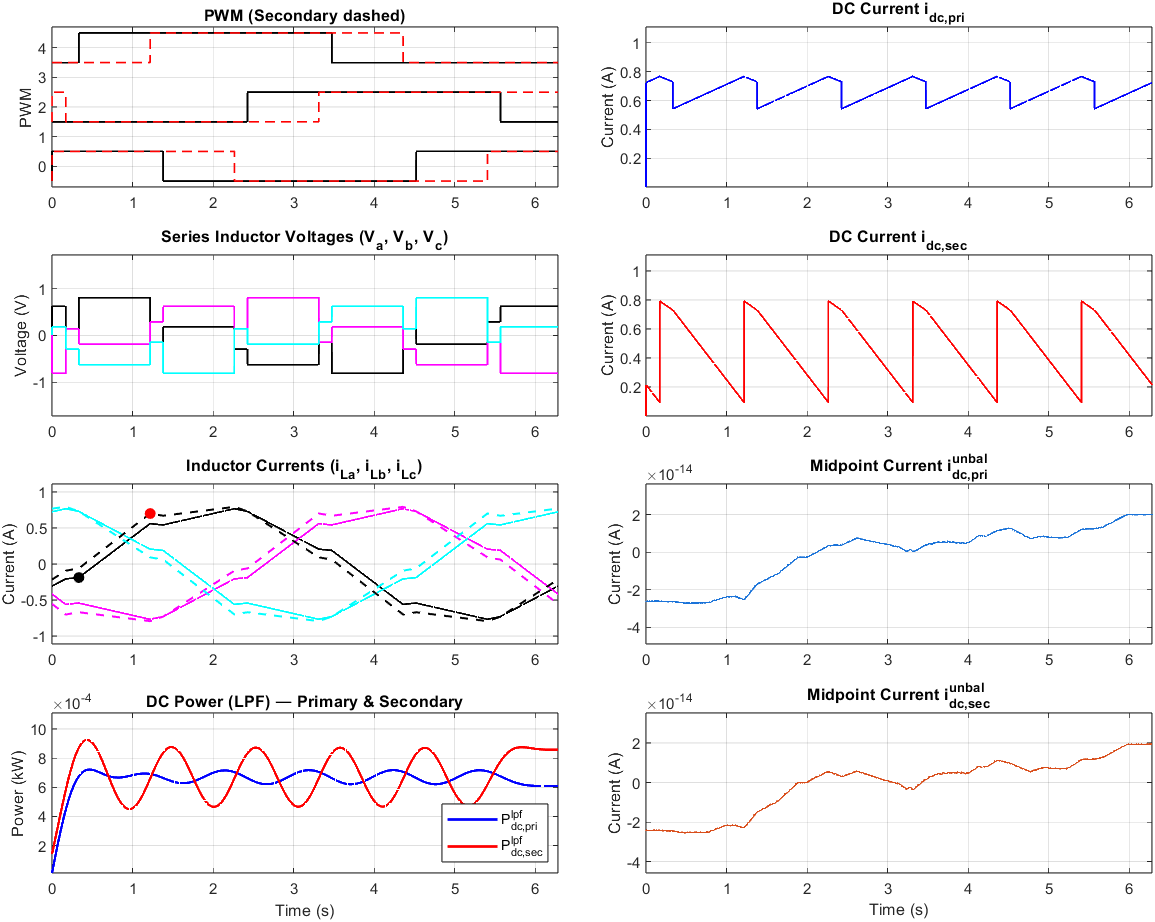 PWM (Secondary dashed)
PWM
4
3
2
1
0
0 1 2 3 4 5 6
DC Current i_dc,pri
Current (A)
1
0.8
0.6
0.4
0.2
0 1 2 3 4 5 6
Series Inductor Voltages (V_a, V_b, V_c)
Voltage (V)
1
0
-1
0 1 2 3 4 5 6
DC Current i_dc,sec
Current (A)
1
0.8
0.6
0.4
0.2
0 1 2 3 4 5 6
Inductor Currents (i_La, i_Lb, i_Lc)
Current (A)
1
0.5
0
-0.5
-1
0 1 2 3 4 5 6
×10^-14
Midpoint Current i_dc,pri^unbal
Current (A)
2
0
-2
-4
0 1 2 3 4 5 6
×10^-4
DC Power (LPF) — Primary & Secondary
Power (kW)
10
8
6
4
2
P_dc,pri^lpf
P_dc,sec^lpf
0 1 2 3 4 5 6
Time (s)
×10^-14
Midpoint Current i_dc,sec^unbal
Current (A)
2
0
-2
-4
0 1 2 3 4 5 6
Time (s)